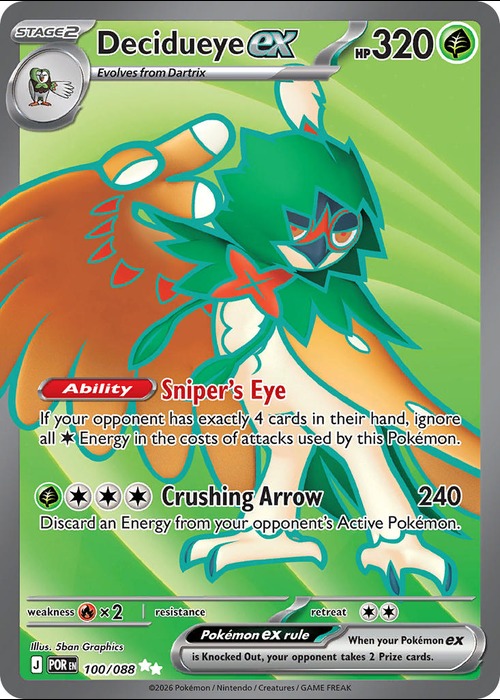 STAGE2
Decidueye ex HP 320
Evolves from Dartrix
Ability Sniper's Eye
If your opponent has exactly 4 cards in their hand, ignore
all Energy in the costs of attacks used by this Pokémon.
Crushing Arrow 240
Discard an Energy from your opponent's Active Pokémon.
weakness ×2 resistance retreat
Illus. 5ban Graphics
Pokémon ex rule
When your Pokémon ex
is Knocked Out, your opponent takes 2 Prize cards.
J POR EN 100/088
©2026 Pokémon / Nintendo / Creatures / GAME FREAK